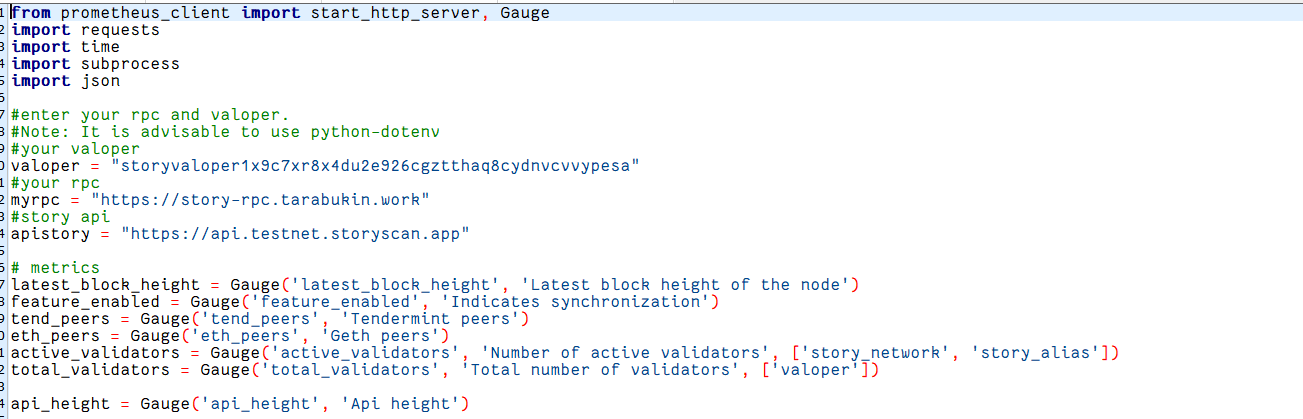 1 from prometheus_client import start_http_server, Gauge
2 import requests
3 import time
4 import subprocess
5 import json
6
7 #enter your rpc and valoper.
8 #Note: It is advisable to use python-dotenv
9 #your valoper
0 valoper = "storyvaloper1x9c7xr8x4du2e926cgztthaq8cydnvcvvypesa"
1 #your rpc
2 myrpc = "https://story-rpc.tarabukin.work"
3 #story api
4 apistory = "https://api.testnet.storyscan.app"
5
6 # metrics
7 latest_block_height = Gauge('latest_block_height', 'Latest block height of the node')
8 feature_enabled = Gauge('feature_enabled', 'Indicates synchronization')
9 tend_peers = Gauge('tend_peers', 'Tendermint peers')
0 eth_peers = Gauge('eth_peers', 'Geth peers')
1 active_validators = Gauge('active_validators', 'Number of active validators', ['story_network', 'story_alias'])
2 total_validators = Gauge('total_validators', 'Total number of validators', ['valoper'])
3
4 api_height = Gauge('api_height', 'Api height')